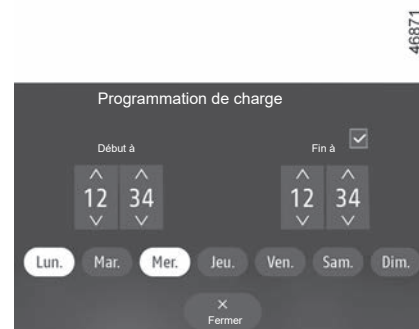 46871
Programmation de charge
Début à
Fin à
12 34
12 34
Lun. Mar. Mer. Jeu. Ven. Sam. Dim.
Fermer